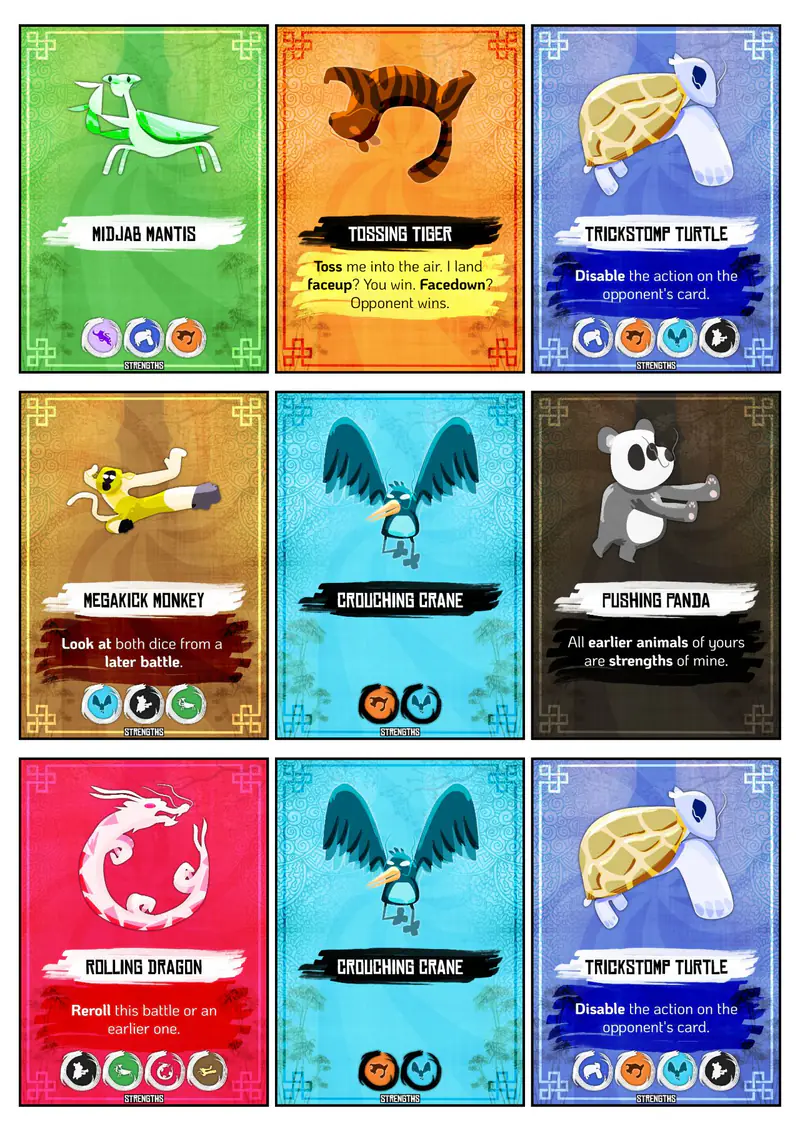 MIDJAB MANTIS
STRENGTHS
TOSSING TIGER
Toss me into the air. I land
faceup? You win. Facedown?
Opponent wins.
TRICKSTOMP TURTLE
Disable the action on the
opponent's card.
STRENGTHS
MEGAKICK MONKEY
Look at both dice from a
later battle.
STRENGTHS
CROUCHING CRANE
STRENGTHS
PUSHING PANDA
All earlier animals of yours
are strengths of mine.
ROLLING DRAGON
Reroll this battle or an
earlier one.
STRENGTHS
CROUCHING CRANE
STRENGTHS
TRICKSTOMP TURTLE
Disable the action on the
opponent's card.
STRENGTHS